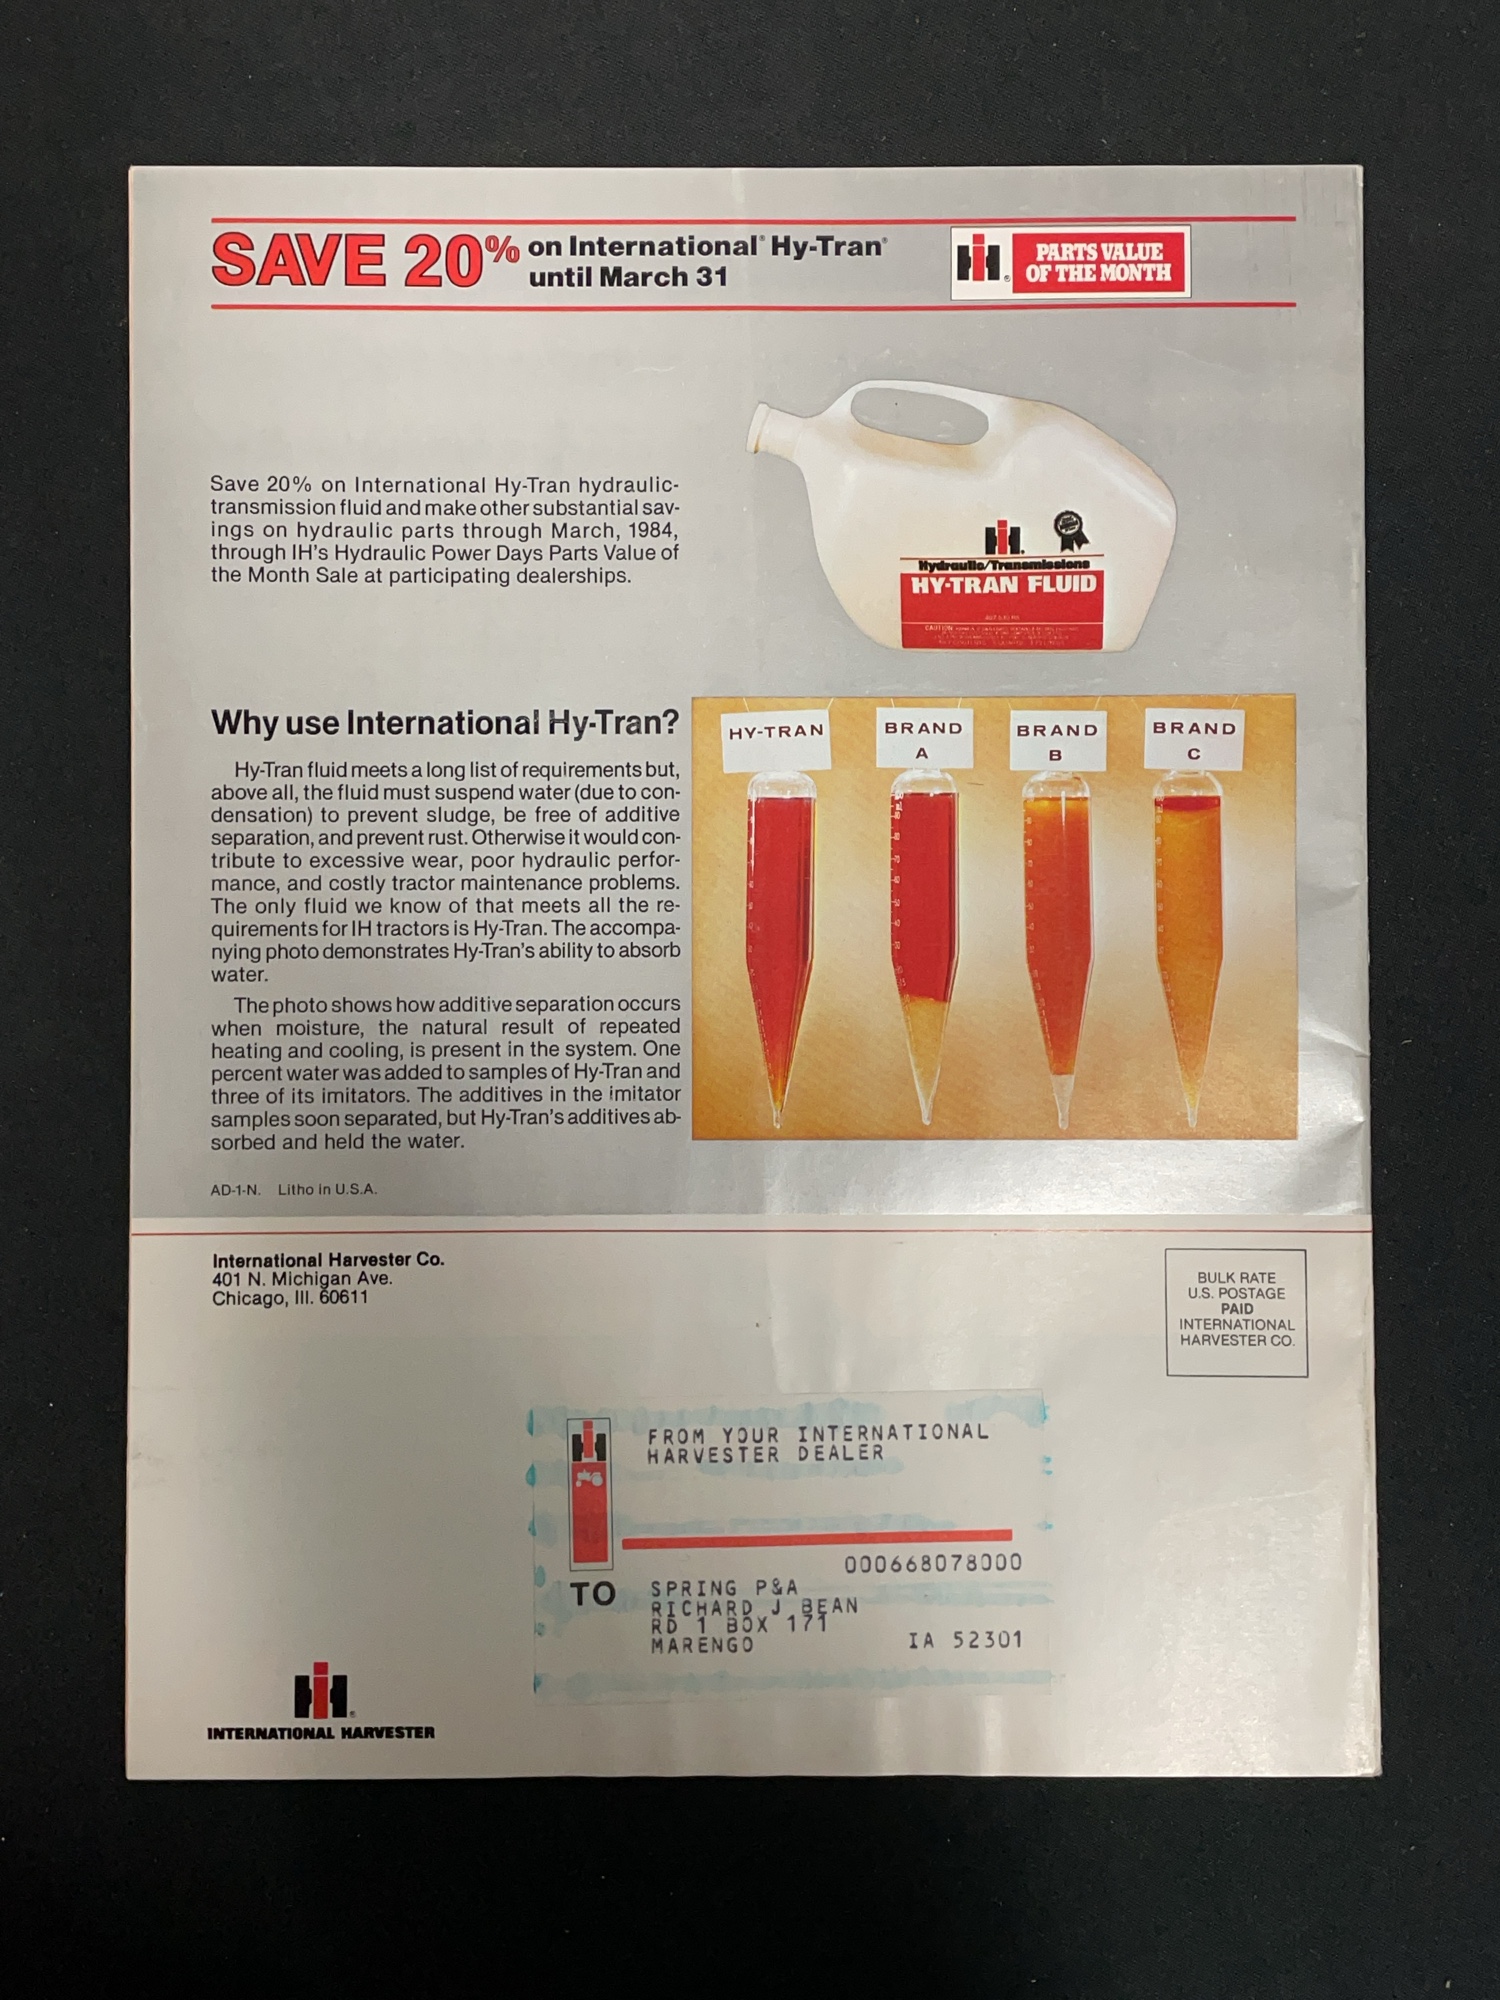 SAVE 20% on International® Hy-Tran®
until March 31
IH® PARTS VALUE
OF THE MONTH
Save 20% on International Hy-Tran hydraulic-
transmission fluid and make other substantial sav-
ings on hydraulic parts through March, 1984,
through IH's Hydraulic Power Days Parts Value of
the Month Sale at participating dealerships.
IH®
Hydraulic/Transmissions
HY-TRAN FLUID
CAUTION
Why use International Hy-Tran?
Hy-Tran fluid meets a long list of requirements but,
above all, the fluid must suspend water (due to con-
densation) to prevent sludge, be free of additive
separation, and prevent rust. Otherwise it would con-
tribute to excessive wear, poor hydraulic perfor-
mance, and costly tractor maintenance problems.
The only fluid we know of that meets all the re-
quirements for IH tractors is Hy-Tran. The accompa-
nying photo demonstrates Hy-Tran's ability to absorb
water.
The photo shows how additive separation occurs
when moisture, the natural result of repeated
heating and cooling, is present in the system. One
percent water was added to samples of Hy-Tran and
three of its imitators. The additives in the imitator
samples soon separated, but Hy-Tran's additives ab-
sorbed and held the water.
HY-TRAN
BRAND
A
BRAND
B
BRAND
C
AD-1-N. Litho in U.S.A.
International Harvester Co.
401 N. Michigan Ave.
Chicago, Ill. 60611
BULK RATE
U.S. POSTAGE
PAID
INTERNATIONAL
HARVESTER CO.
IH
FROM YOUR INTERNATIONAL
HARVESTER DEALER
000668078000
TO
SPRING P&A
RICHARD J BEAN
RD 1 BOX 171
MARENGO IA 52301
IH®
INTERNATIONAL HARVESTER